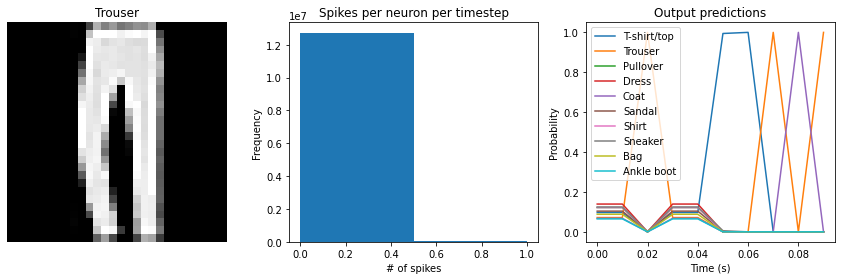 Trouser
Spikes per neuron per timestep
Output predictions
1e7
1.2
1.0
0.8
0.6
0.4
0.2
0.0
Frequency
0.0 0.2 0.4 0.6 0.8 1.0
# of spikes
1.0
0.8
0.6
0.4
0.2
0.0
Probability
T-shirt/top
Trouser
Pullover
Dress
Coat
Sandal
Shirt
Sneaker
Bag
Ankle boot
0.00 0.02 0.04 0.06 0.08
Time (s)